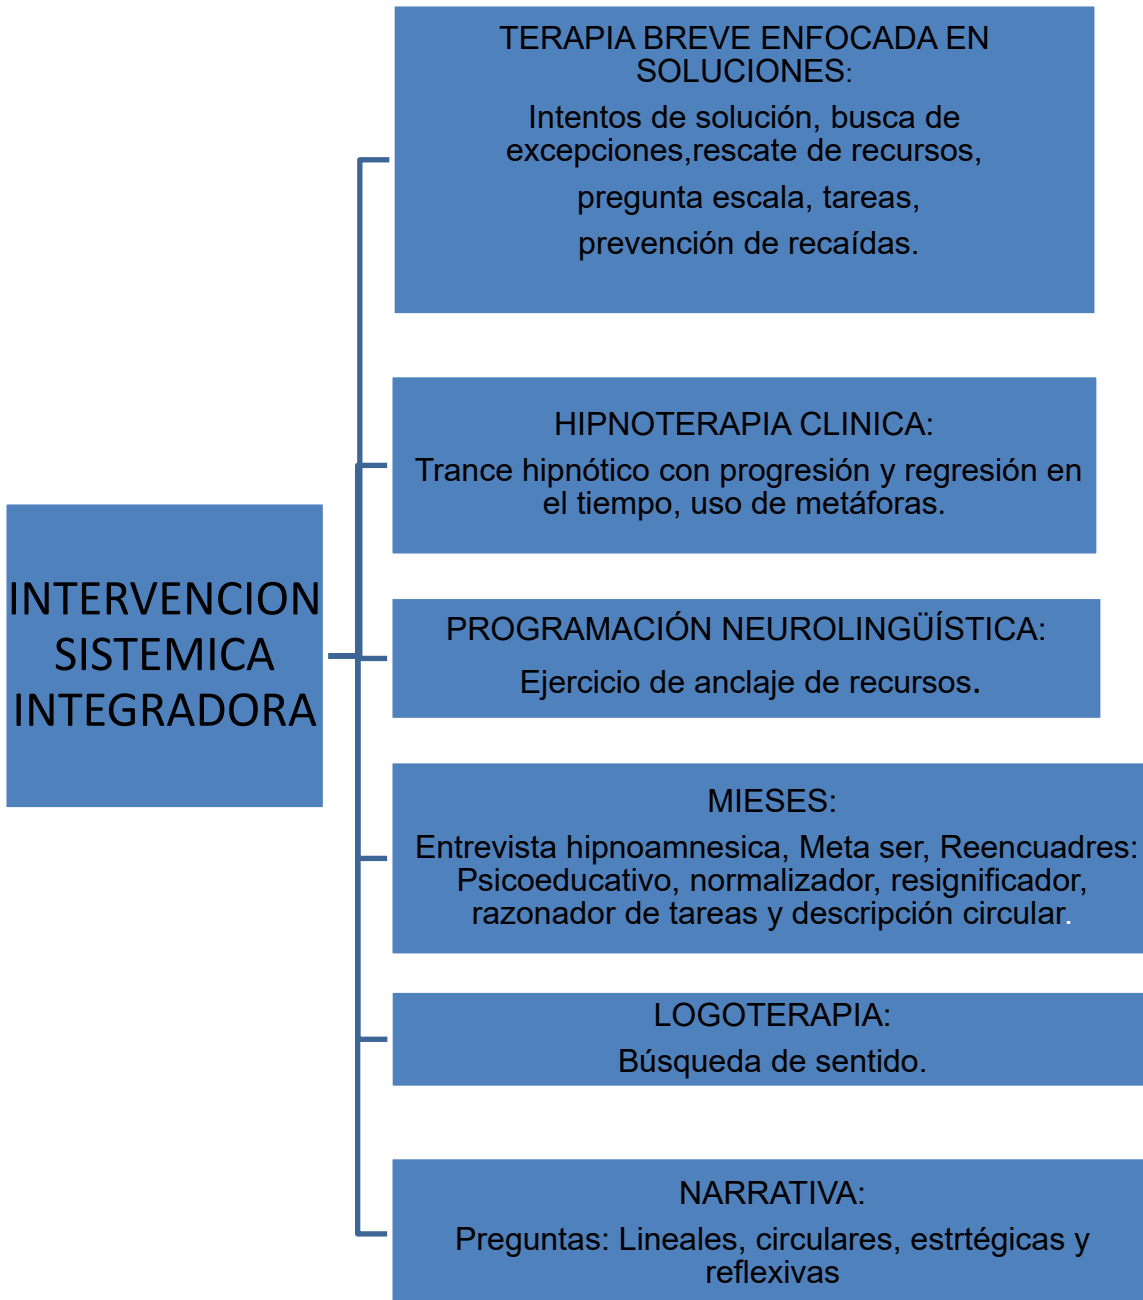 TERAPIA BREVE ENFOCADA EN
SOLUCIONES:
Intentos de solución, busca de
excepciones,rescate de recursos,
pregunta escala, tareas,
prevención de recaídas.
HIPNOTERAPIA CLINICA:
Trance hipnótico con progresión y regresión en
el tiempo, uso de metáforas.
INTERVENCION
SISTEMICA
INTEGRADORA
PROGRAMACIÓN NEUROLINGÜÍSTICA:
Ejercicio de anclaje de recursos.
MIESES:
Entrevista hipnoamnesica, Meta ser, Reencuadres:
Psicoeducativo, normalizador, resignificador,
razonador de tareas y descripción circular.
LOGOTERAPIA:
Búsqueda de sentido.
NARRATIVA:
Preguntas: Lineales, circulares, estrtégicas y
reflexivas